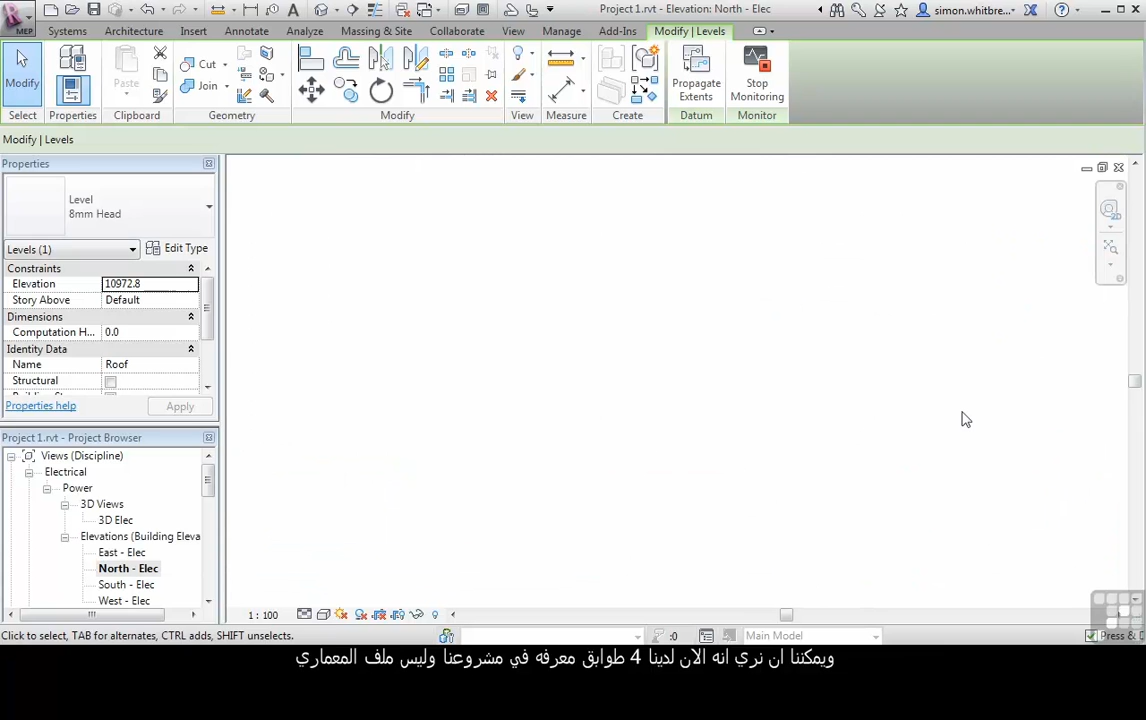 Project 1.rvt - Elevation: North - Elec
simon.whitbre...
MEP
Systems Architecture Insert Annotate Analyze Massing & Site Collaborate View Manage Add-Ins Modify | Levels
Modify Paste Cut Join Propagate Extents Stop Monitoring
Select Properties Clipboard Geometry Modify View Measure Create Datum Monitor
Modify | Levels
Properties
Level
8mm Head
Levels (1) Edit Type
Constraints
Elevation 10972.8
Story Above Default
Dimensions
Computation H... 0.0
Identity Data
Name Roof
Structural
Properties help Apply
Project 1.rvt - Project Browser
Views (Discipline)
Electrical
Power
3D Views
3D Elec
Elevations (Building Eleva
East - Elec
North - Elec
South - Elec
West - Elec
2D
1 : 100
Click to select, TAB for alternates, CTRL adds, SHIFT unselects.
:0 Main Model Press &
ويمكننا ان نري انه الان لدينا 4 طوابق معرفه في مشروعنا وليس ملف المعماري